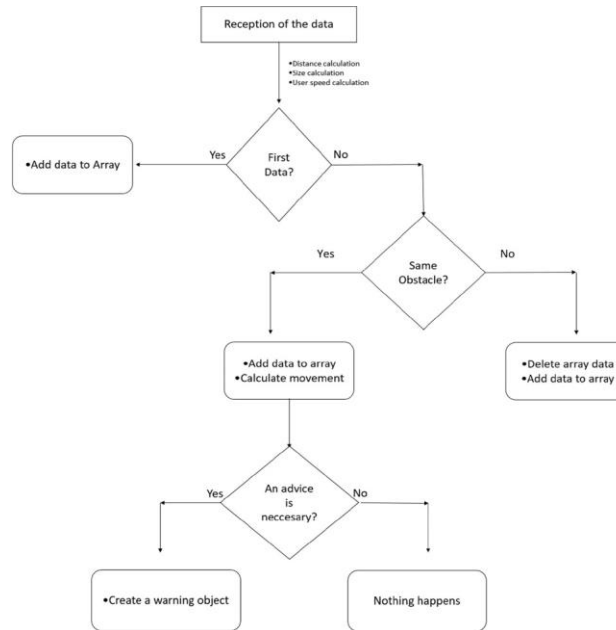 Reception of the data
•Distance calculation
•Size calculation
•User speed calculation
Yes
First
Data?
No
•Add data to Array
Yes
Same
Obstacle?
No
•Add data to array
•Calculate movement
•Delete array data
•Add data to array
Yes
An advice
is
neccesary?
No
•Create a warning object
Nothing happens